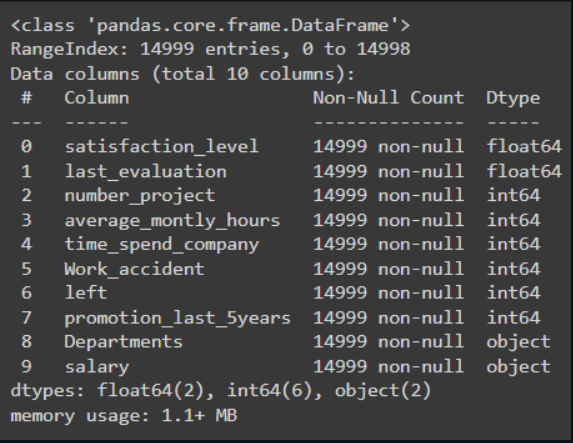 <class 'pandas.core.frame.DataFrame'>
RangeIndex: 14999 entries, 0 to 14998
Data columns (total 10 columns):
 #   Column                 Non-Null Count  Dtype
---  ------                 --------------  -----
 0   satisfaction_level     14999 non-null  float64
 1   last_evaluation        14999 non-null  float64
 2   number_project         14999 non-null  int64
 3   average_montly_hours   14999 non-null  int64
 4   time_spend_company     14999 non-null  int64
 5   Work_accident          14999 non-null  int64
 6   left                   14999 non-null  int64
 7   promotion_last_5years  14999 non-null  int64
 8   Departments            14999 non-null  object
 9   salary                 14999 non-null  object
dtypes: float64(2), int64(6), object(2)
memory usage: 1.1+ MB